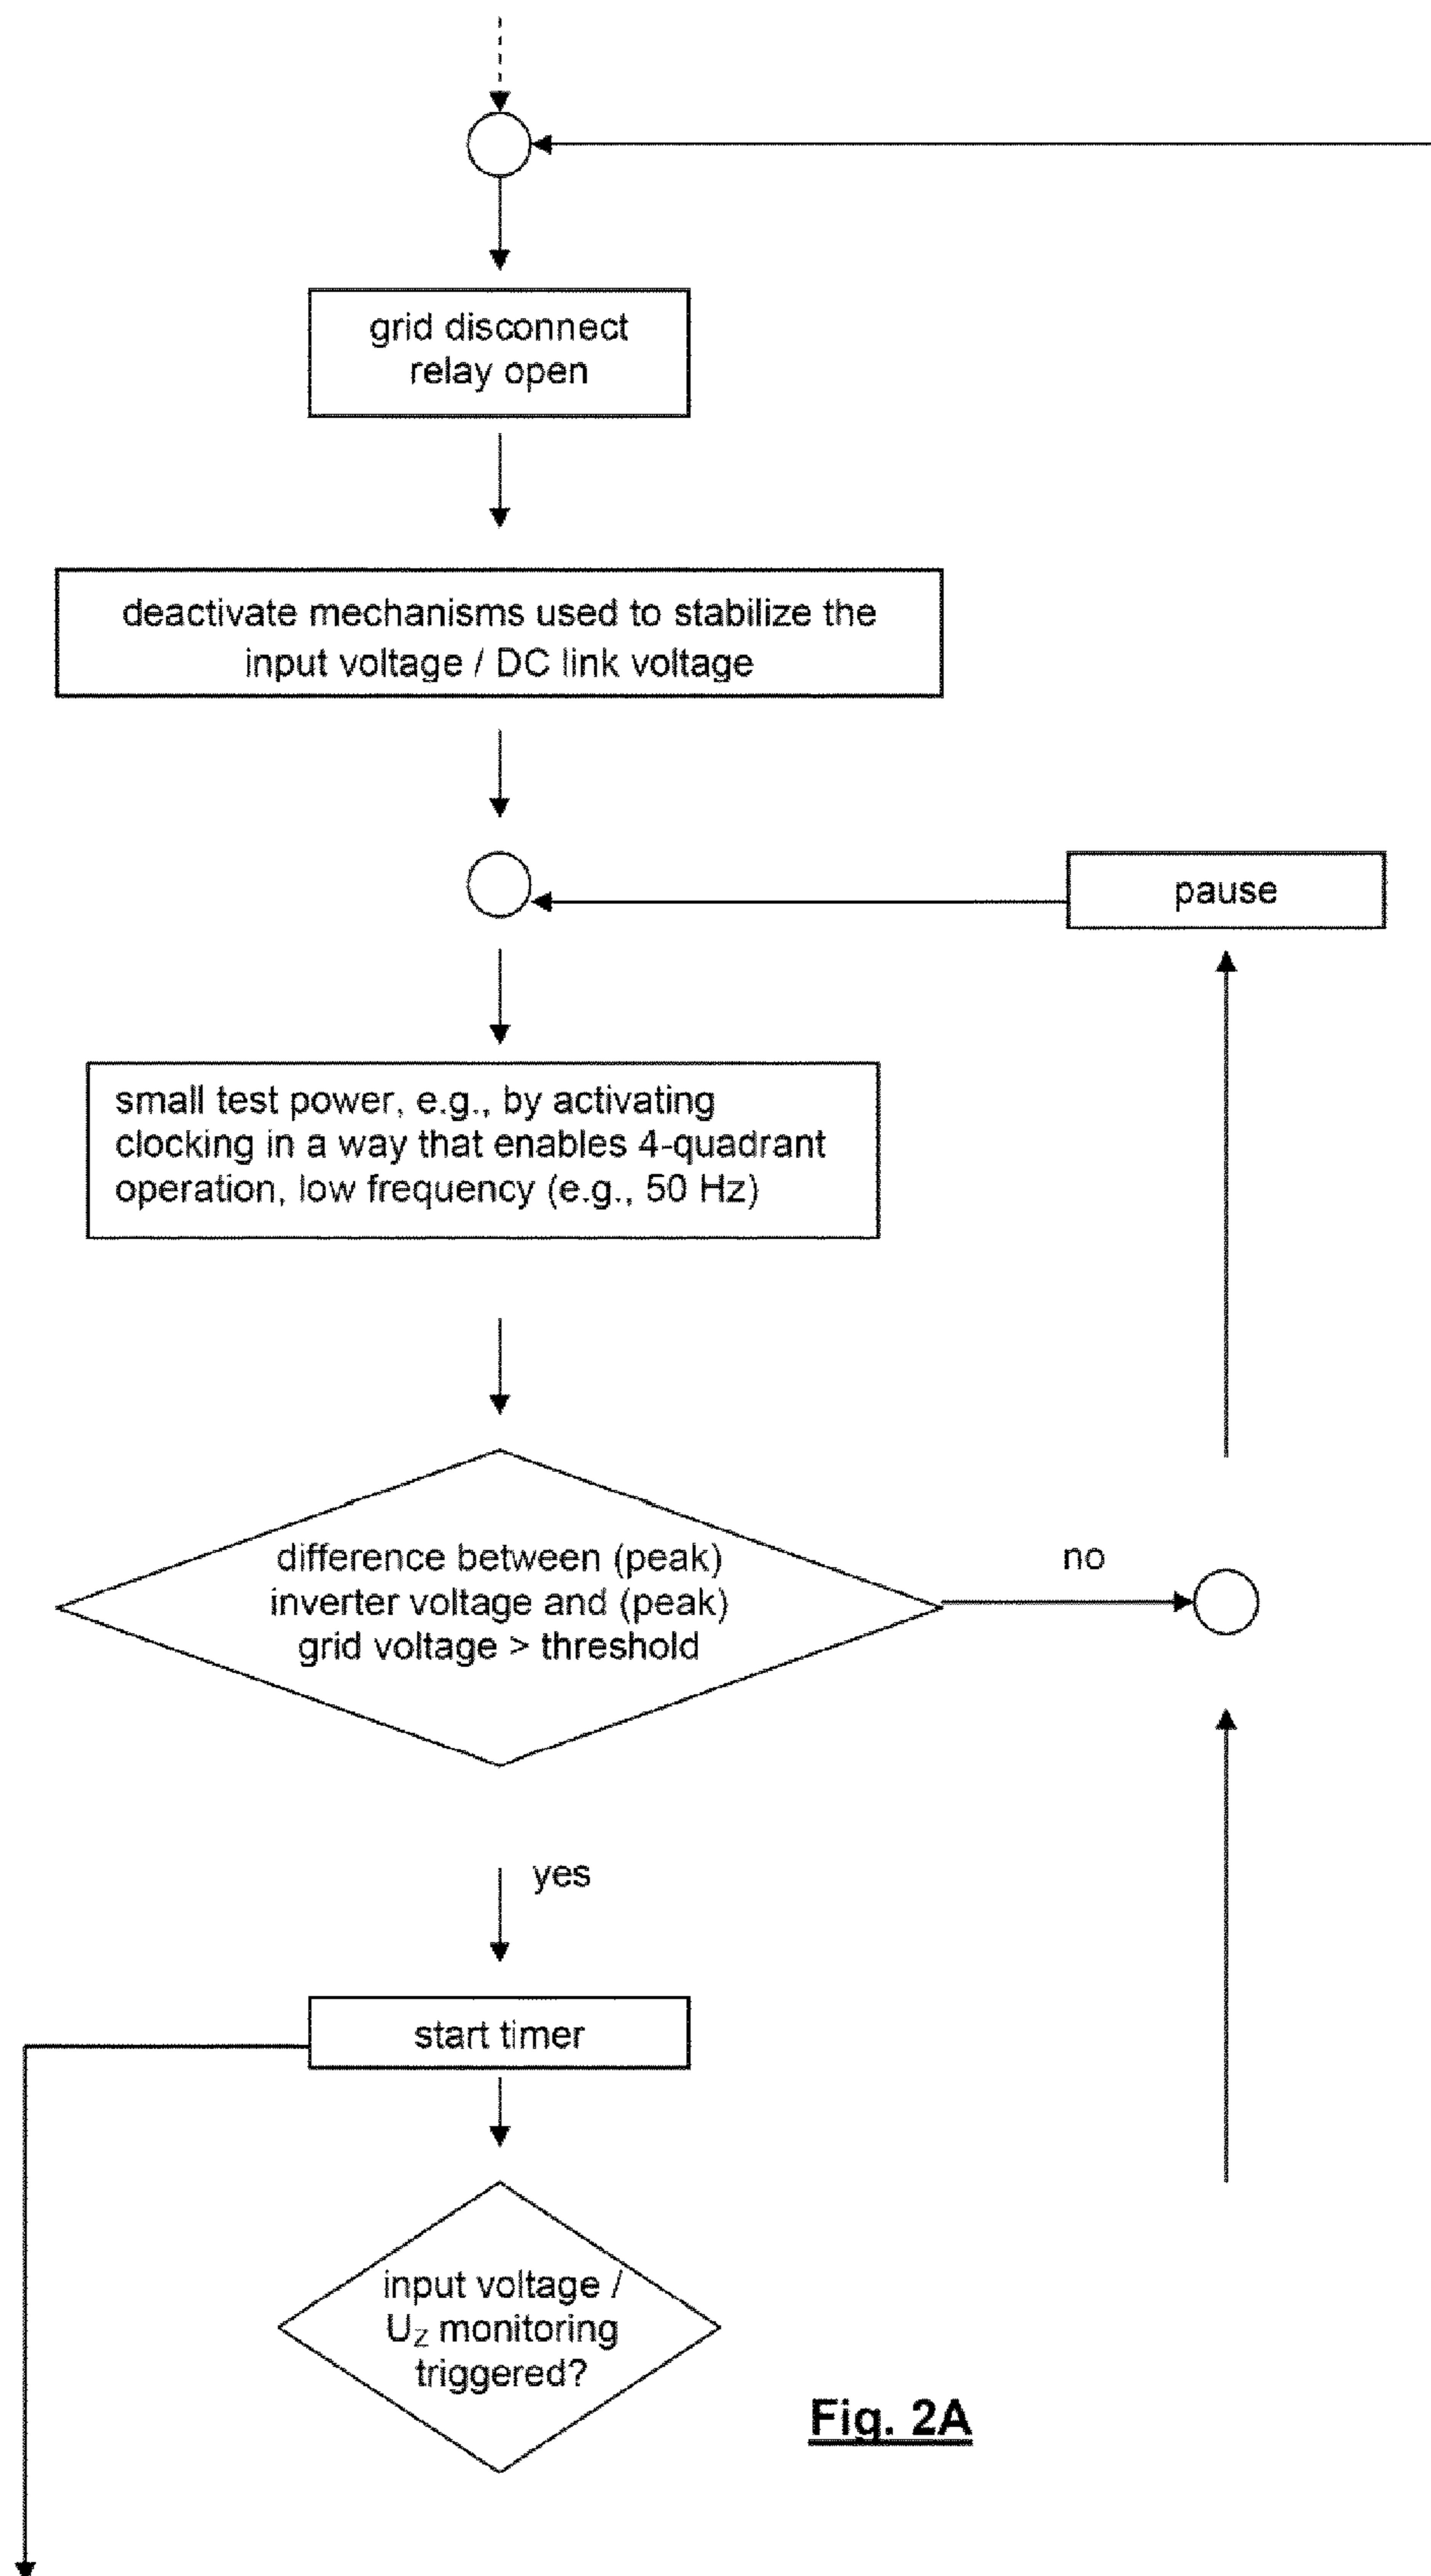 grid disconnect
relay open
deactivate mechanisms used to stabilize the
input voltage / DC link voltage
pause
small test power, e.g., by activating
clocking in a way that enables 4-quadrant
operation, low frequency (e.g., 50 Hz)
difference between (peak)
inverter voltage and (peak)
grid voltage > threshold
no
yes
start timer
input voltage /
UZ monitoring
triggered?
Fig. 2A